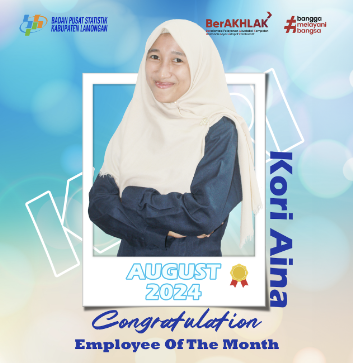 BADAN PUSAT STATISTIK
KABUPATEN LAMONGAN
BerAKHLAK
#bangga
melayani
bangsa
Kori Aina
AUGUST
2024
Congratulation
Employee Of The Month